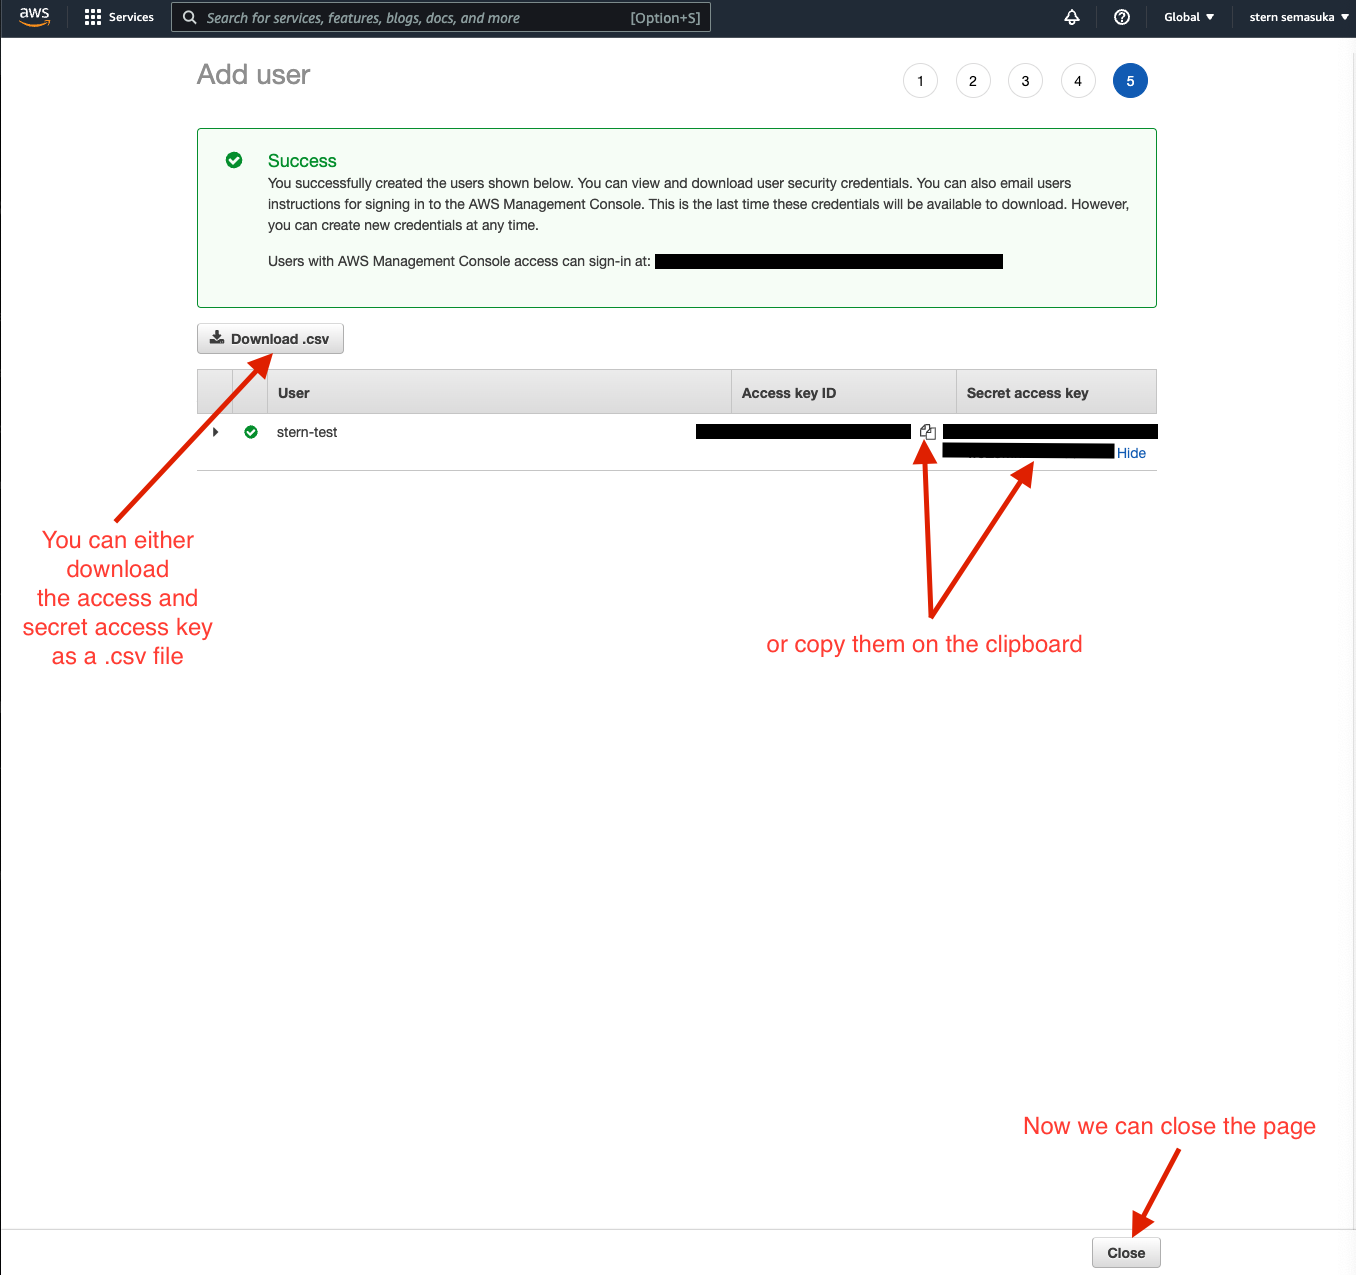 aws Services Search for services, features, blogs, docs, and more [Option+S] Global stern semasuka
Add user
1 2 3 4 5
Success
You successfully created the users shown below. You can view and download user security credentials. You can also email users
instructions for signing in to the AWS Management Console. This is the last time these credentials will be available to download. However,
you can create new credentials at any time.
Users with AWS Management Console access can sign-in at:
Download .csv
User Access key ID Secret access key
stern-test
Hide
You can either
download
the access and
secret access key
as a .csv file
or copy them on the clipboard
Now we can close the page
Close